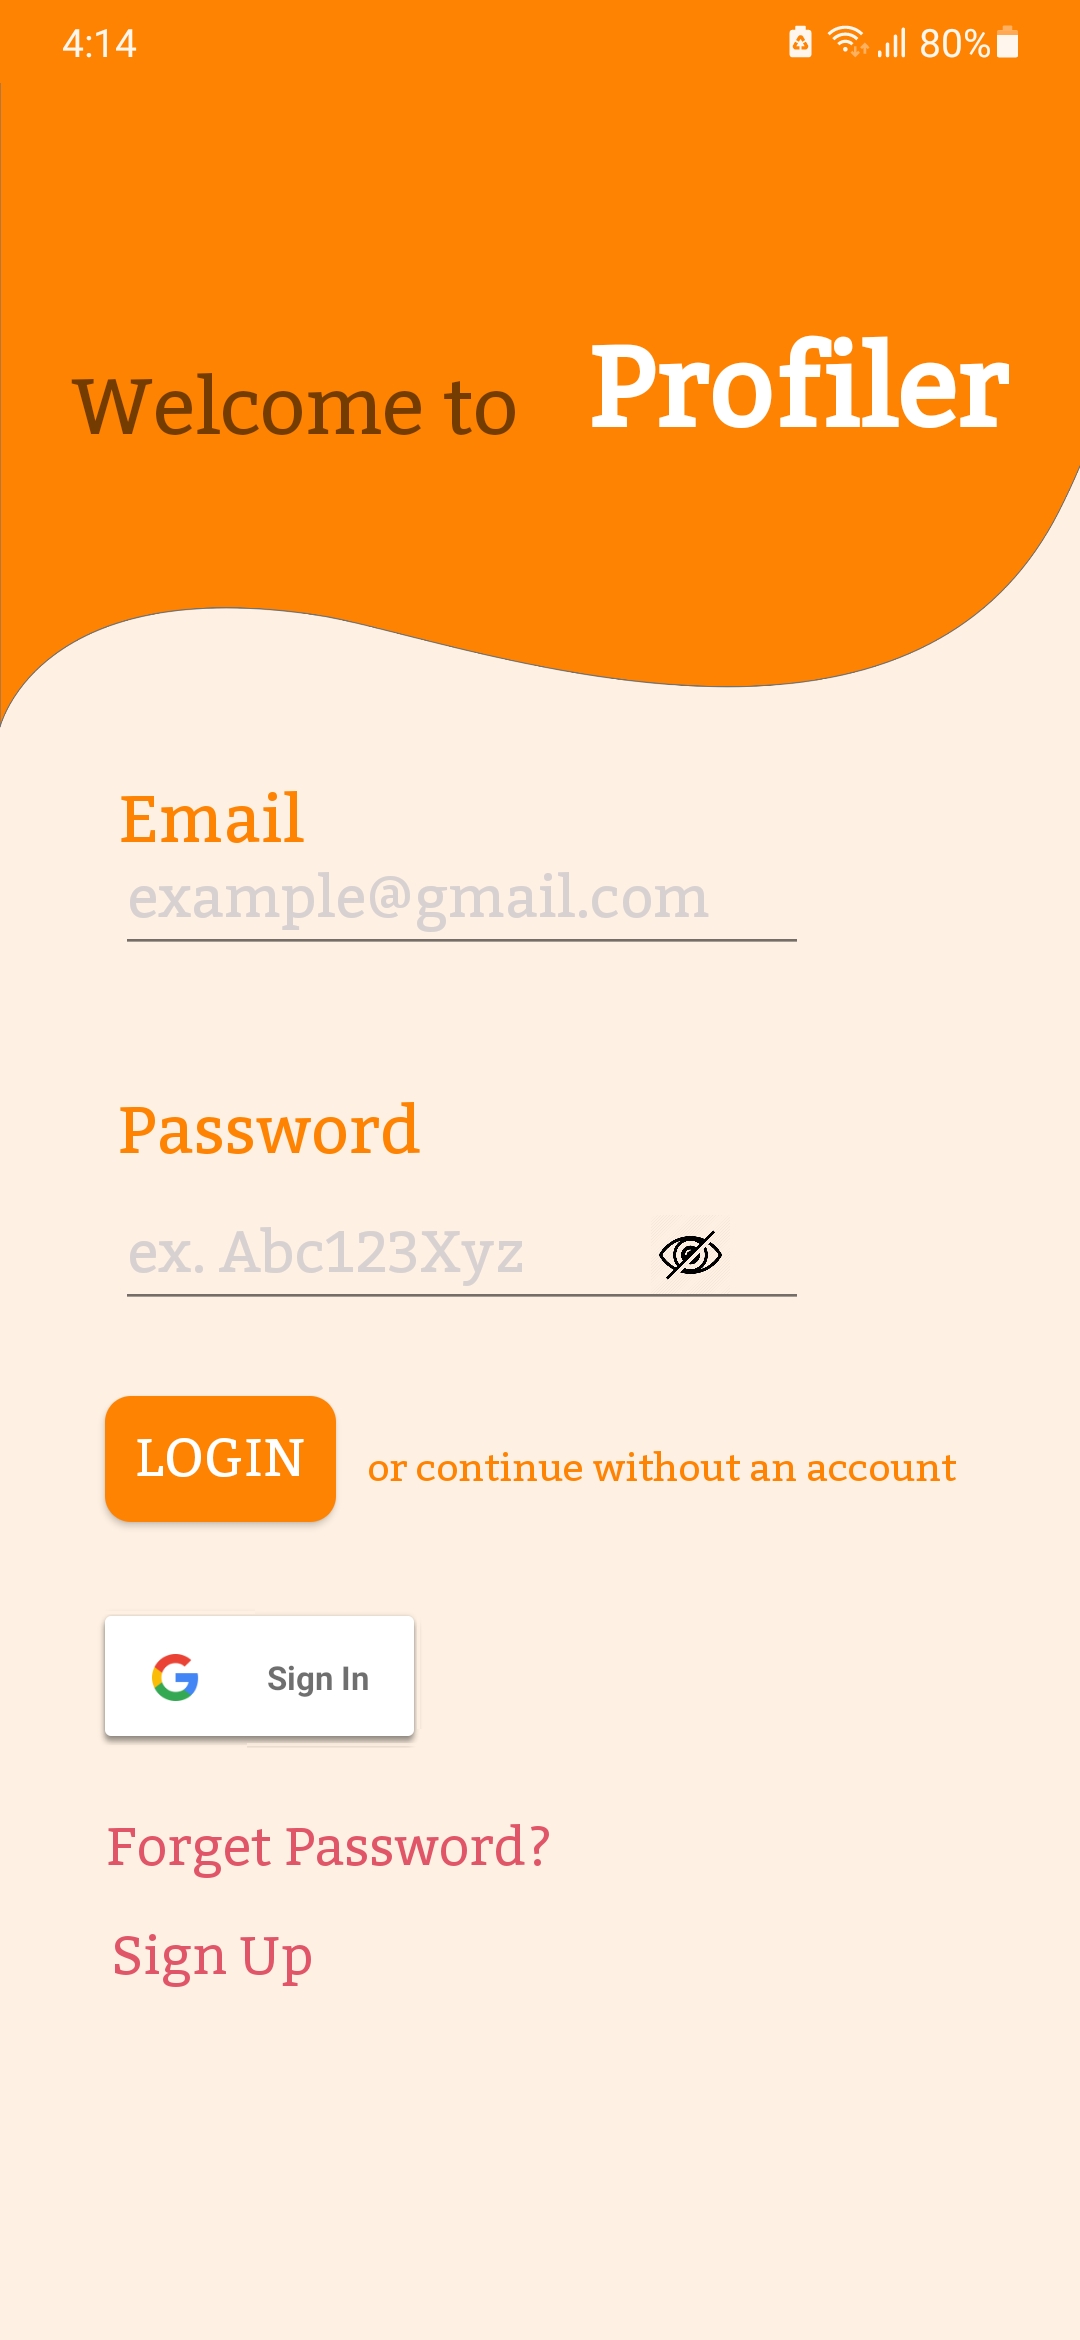 4:14 80%
Welcome to Profiler
Email
example@gmail.com
Password
ex. Abc123Xyz
LOGIN or continue without an account
Sign In
Forget Password?
Sign Up